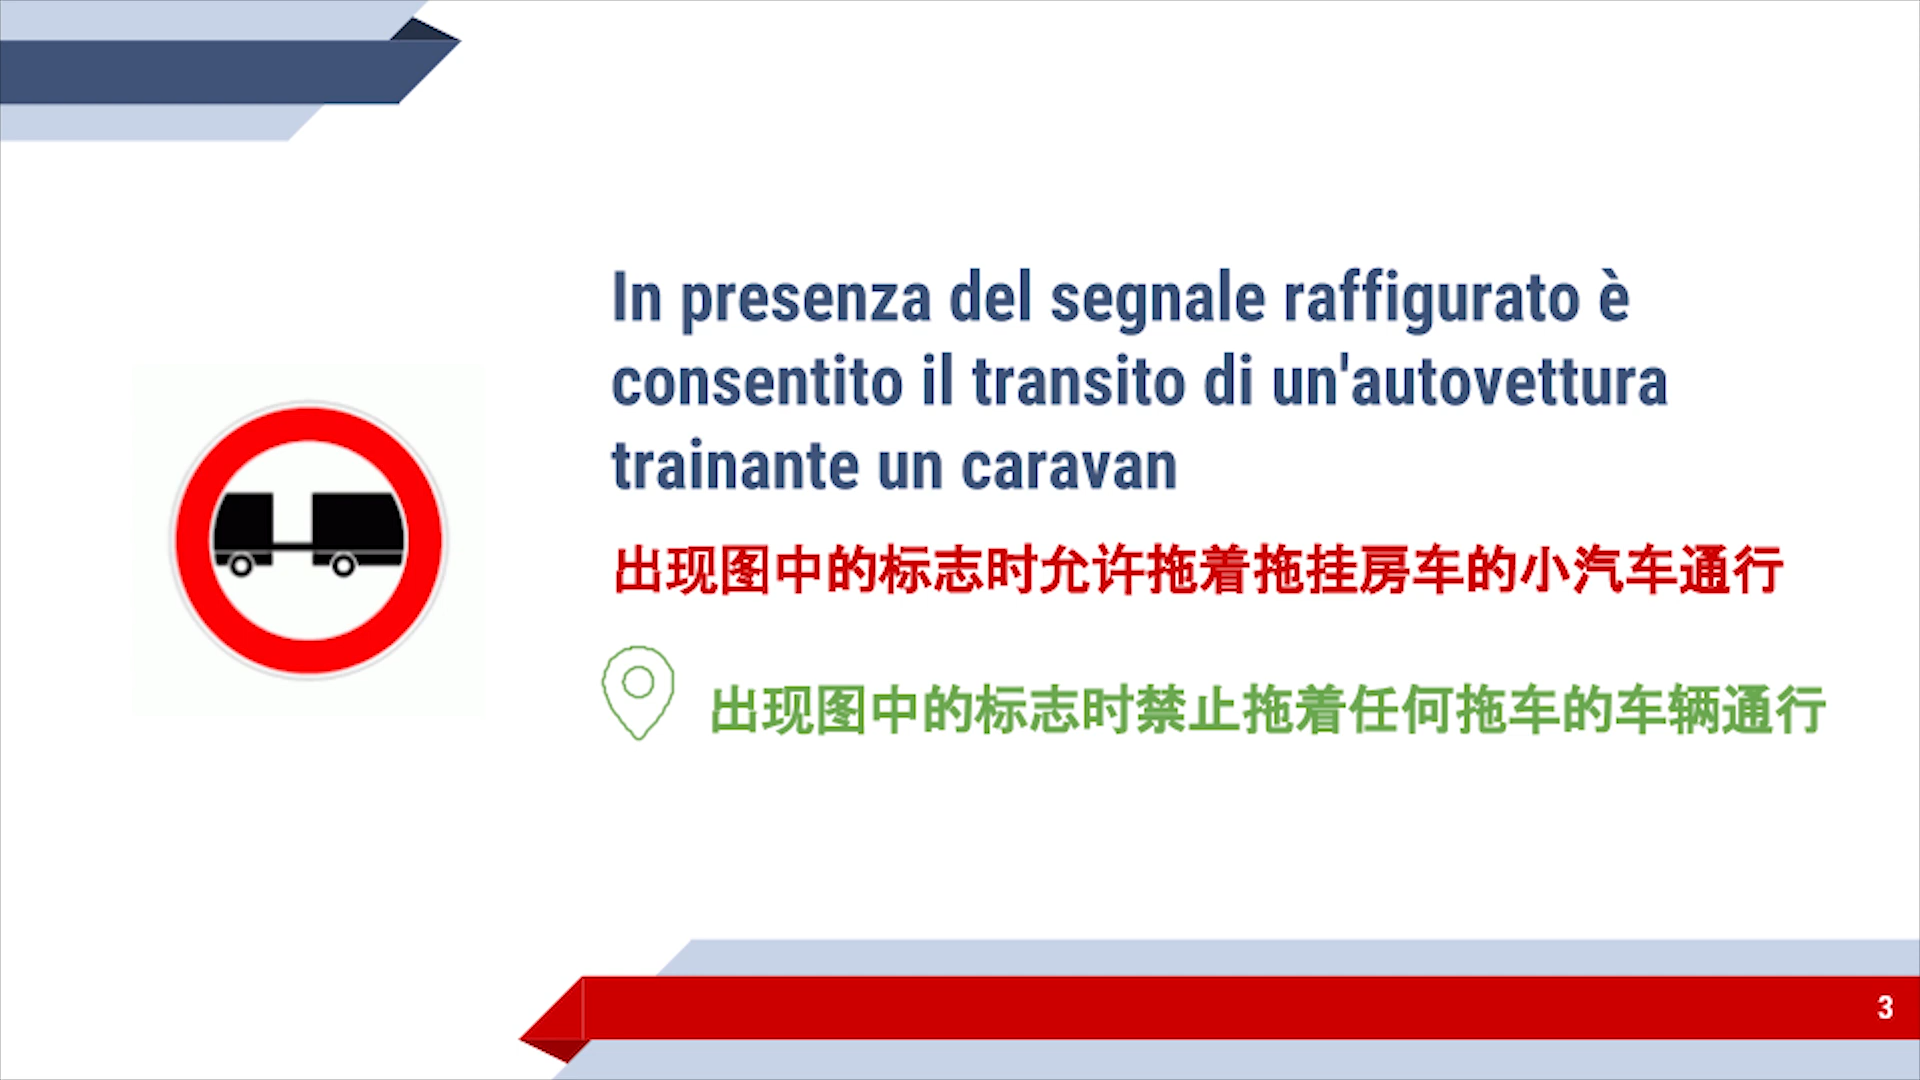 In presenza del segnale raffigurato è
consentito il transito di un'autovettura
trainante un caravan
出现图中的标志时允许拖着拖挂房车的小汽车通行
出现图中的标志时禁止拖着任何拖车的车辆通行
3